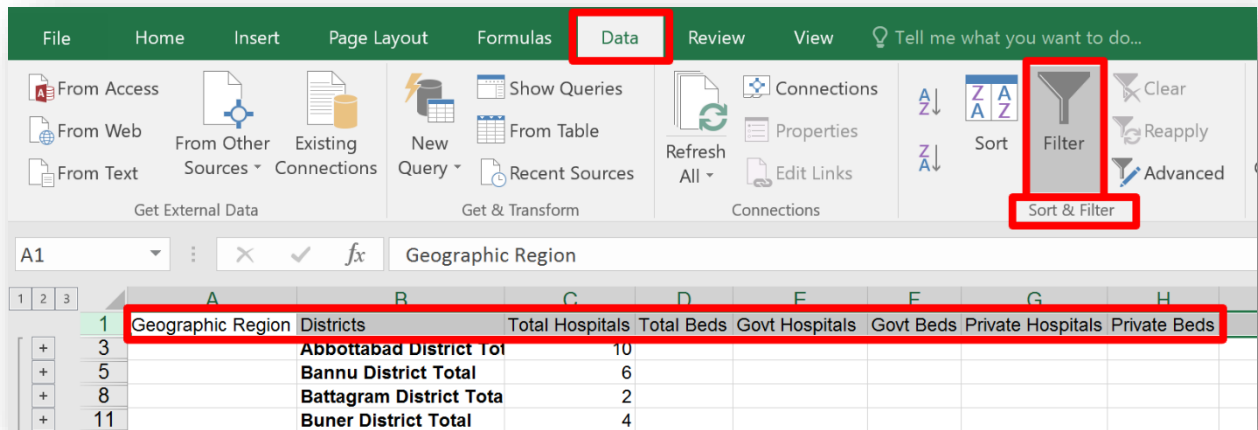 File Home Insert Page Layout Formulas Data Review View Tell me what you want to do...
From Access
From Web
From Text
From Other Sources
Existing Connections
Get External Data
New Query
Show Queries
From Table
Recent Sources
Get & Transform
Refresh All
Connections
Properties
Edit Links
Connections
A Z
Z A
Z A A Z
Sort
Filter
Clear
Reapply
Advanced
Sort & Filter
A1 fx Geographic Region
1 2 3 A B C D E F G H
1 Geographic Region Districts Total Hospitals Total Beds Govt Hospitals Govt Beds Private Hospitals Private Beds
+ 3 Abbottabad District Tot 10
+ 5 Bannu District Total 6
+ 8 Battagram District Tota 2
+ 11 Buner District Total 4